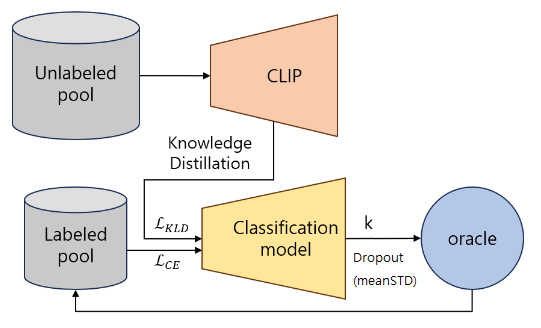 Unlabeled
pool
CLIP
Knowledge
Distillation
Labeled
pool
ℒ_KLD
ℒ_CE
Classification
model
k
Dropout
(meanSTD)
oracle